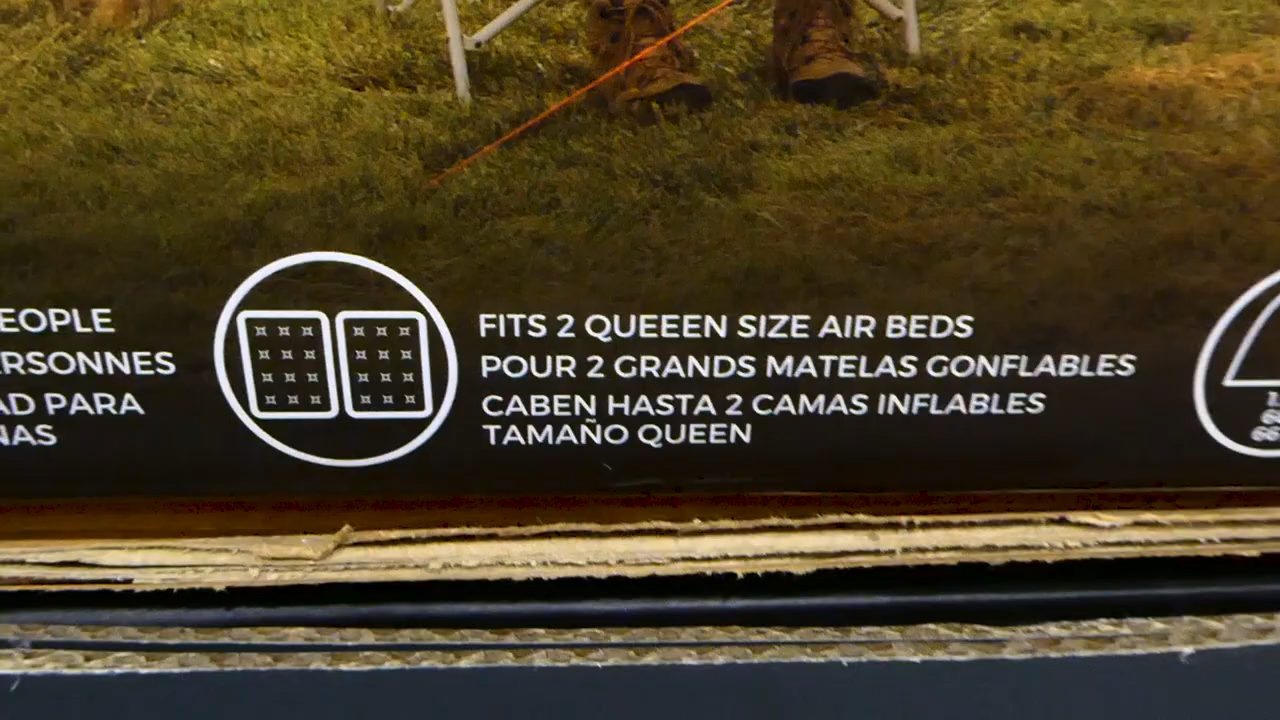 EOPLE
ERSONNES
AD PARA
NAS
FITS 2 QUEEEN SIZE AIR BEDS
POUR 2 GRANDS MATELAS GONFLABLES
CABEN HASTA 2 CAMAS INFLABLES
TAMAÑO QUEEN